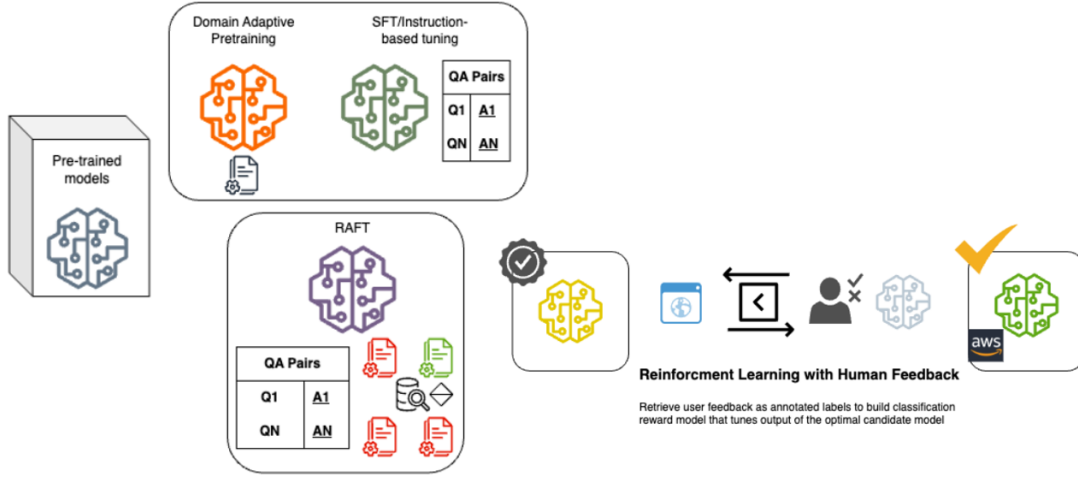 Domain Adaptive
Pretraining
SFT/Instruction-
based tuning
QA Pairs
Q1 A1
QN AN
Pre-trained
models
RAFT
QA Pairs
Q1 A1
QN AN
aws
Reinforcment Learning with Human Feedback
Retrieve user feedback as annotated labels to build classification
reward model that tunes output of the optimal candidate model